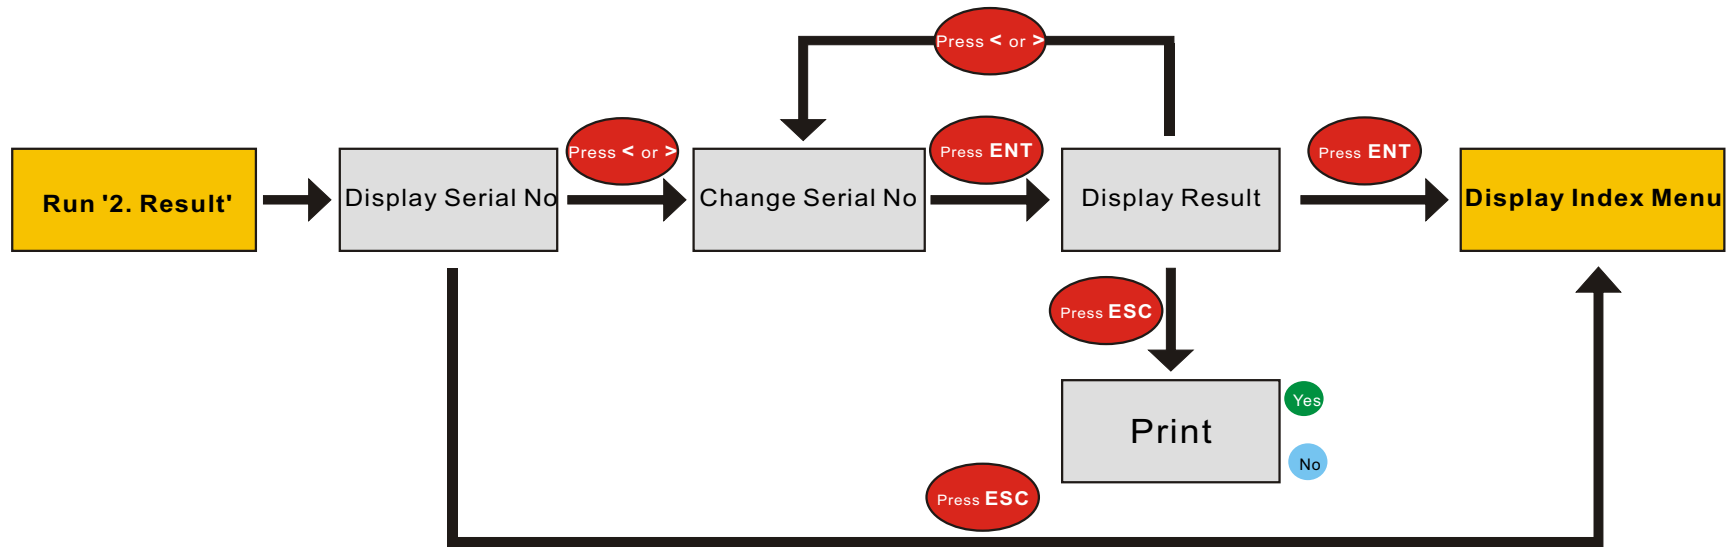 Press < or >
Run '2. Result'
Display Serial No
Press < or >
Change Serial No
Press ENT
Display Result
Press ENT
Display Index Menu
Press ESC
Print
Yes
No
Press ESC